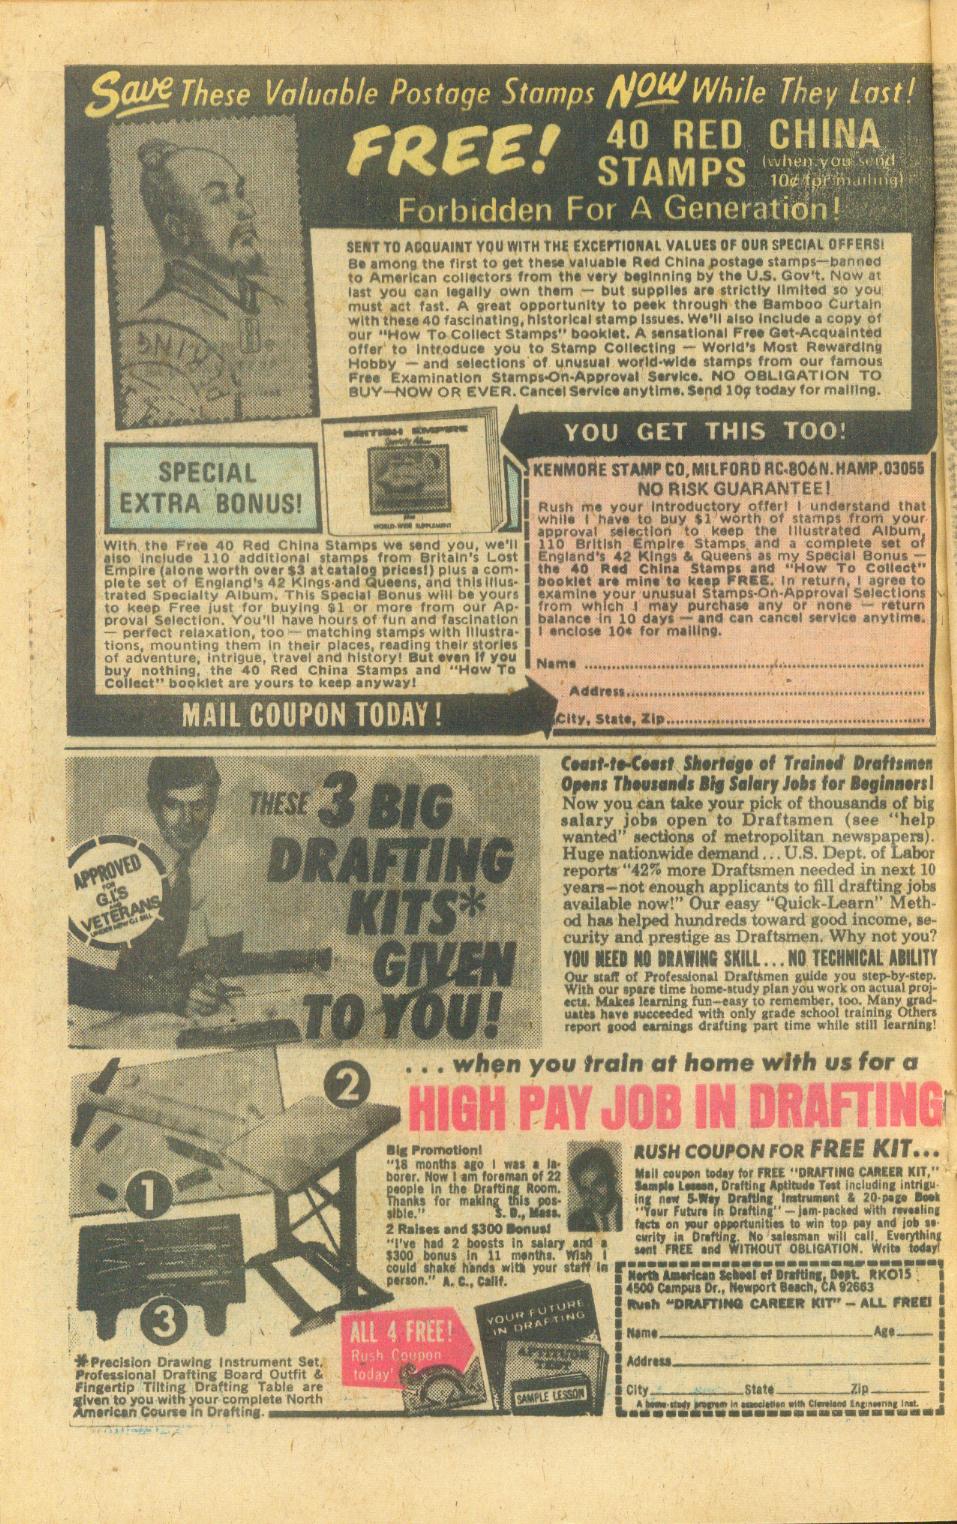 Save These Valuable Postage Stamps NOW While They Last!
FREE! 40 RED CHINA
STAMPS (when you send
10¢ for mailing)
Forbidden For A Generation!
SENT TO ACQUAINT YOU WITH THE EXCEPTIONAL VALUES OF OUR SPECIAL OFFERS!
Be among the first to get these valuable Red China postage stamps—banned
to American collectors from the very beginning by the U.S. Gov't. Now at
last you can legally own them — but supplies are strictly limited so you
must act fast. A great opportunity to peek through the Bamboo Curtain
with these 40 fascinating, historical stamp issues. We'll also include a copy of
our "How To Collect Stamps" booklet. A sensational Free Get-Acquainted
offer to introduce you to Stamp Collecting — World's Most Rewarding
Hobby — and selections of unusual world-wide stamps from our famous
Free Examination Stamps-On-Approval Service. NO OBLIGATION TO
BUY—NOW OR EVER. Cancel Service anytime. Send 10¢ today for mailing.
BRITISH EMPIRE
Specialty Album
plus
WORLD-WIDE SUPPLEMENT
SPECIAL
EXTRA BONUS!
With the Free 40 Red China Stamps we send you, we'll
also include 110 additional stamps from Britain's Lost
Empire (alone worth over $3 at catalog prices!) plus a com-
plete set of England's 42 Kings and Queens, and this illus-
trated Specialty Album. This Special Bonus will be yours
to keep Free just for buying $1 or more from our Ap-
proval Selection. You'll have hours of fun and fascination
— perfect relaxation, too — matching stamps with illustra-
tions, mounting them in their places, reading their stories
of adventure, intrigue, travel and history! But even if you
buy nothing, the 40 Red China Stamps and "How To
Collect" booklet are yours to keep anyway!
MAIL COUPON TODAY!
YOU GET THIS TOO!
KENMORE STAMP CO, MILFORD RC-806 N. HAMP. 03055
NO RISK GUARANTEE!
Rush me your introductory offer! I understand that
while I have to buy $1 worth of stamps from your
approval selection to keep the Illustrated Album,
110 British Empire Stamps and a complete set of
England's 42 Kings & Queens as my Special Bonus —
the 40 Red China Stamps and "How To Collect"
booklet are mine to keep FREE. In return, I agree to
examine your unusual Stamps-On-Approval Selections
from which I may purchase any or none — return
balance in 10 days — and can cancel service anytime.
I enclose 10¢ for mailing.
Name
Address
City, State, Zip
THESE 3 BIG
DRAFTING
KITS*
GIVEN
TO YOU!
APPROVED
FOR
G.I.'S
AND
VETERANS
UNDER NEW G.I. BILL
Coast-to-Coast Shortage of Trained Draftsmen
Opens Thousands Big Salary Jobs for Beginners!
Now you can take your pick of thousands of big
salary jobs open to Draftsmen (see "help
wanted" sections of metropolitan newspapers).
Huge nationwide demand... U.S. Dept. of Labor
reports "42% more Draftsmen needed in next 10
years—not enough applicants to fill drafting jobs
available now!" Our easy "Quick-Learn" Meth-
od has helped hundreds toward good income, se-
curity and prestige as Draftsmen. Why not you?
YOU NEED NO DRAWING SKILL...NO TECHNICAL ABILITY
Our staff of Professional Draftsmen guide you step-by-step.
With our spare time home-study plan you work on actual proj-
ects. Makes learning fun—easy to remember, too. Many grad-
uates have succeeded with only grade school training Others
report good earnings drafting part time while still learning!
... when you train at home with us for a
HIGH PAY JOB IN DRAFTING
1
2
3
Big Promotion!
"18 months ago I was a la-
borer. Now I am foreman of 22
people in the Drafting Room.
Thanks for making this pos-
sible." S. D., Mass.
2 Raises and $300 Bonus!
"I've had 2 boosts in salary and a
$300 bonus in 11 months. Wish I
could shake hands with your staff in
person." A. C., Calif.
*Precision Drawing Instrument Set,
Professional Drafting Board Outfit &
Fingertip Tilting Drafting Table are
given to you with your complete North
American Course in Drafting.
ALL 4 FREE!
Rush Coupon
today!
YOUR FUTURE
IN DRAFTING
APTITUDE
TEST
SAMPLE LESSON
RUSH COUPON FOR FREE KIT...
Mail coupon today for FREE "DRAFTING CAREER KIT,"
Sample Lesson, Drafting Aptitude Test including intrigu-
ing new 5-Way Drafting Instrument & 20-page Book
"Your Future in Drafting" — jam-packed with revealing
facts on your opportunities to win top pay and job se-
curity in Drafting. No salesman will call. Everything
sent FREE and WITHOUT OBLIGATION. Write today!
North American School of Drafting, Dept. RKO15
4500 Campus Dr., Newport Beach, CA 92663
Rush "DRAFTING CAREER KIT" — ALL FREE!
Name Age
Address
City State Zip
A home-study program in association with Cleveland Engineering Inst.